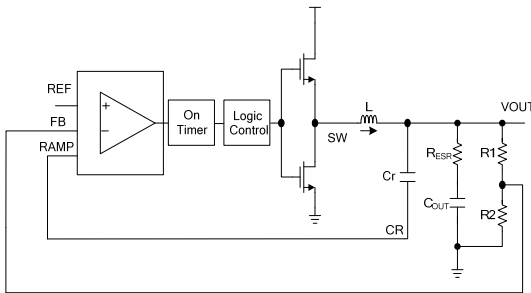 REF
FB
RAMP
+
−
On
Timer
Logic
Control
SW
L
VOUT
Cr
CR
RESR
COUT
R1
R2